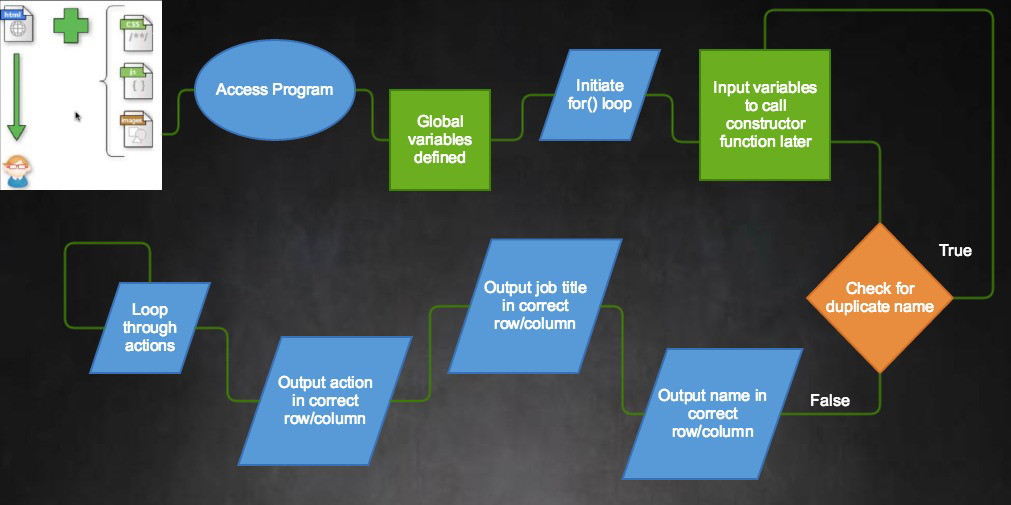 html
CSS
/**/
js
{ }
images
Access Program
Global
variables
defined
Initiate
for() loop
Input variables
to call
constructor
function later
True
Check for
duplicate name
False
Output name in
correct
row/column
Output job title
in correct
row/column
Output action
in correct
row/column
Loop
through
actions